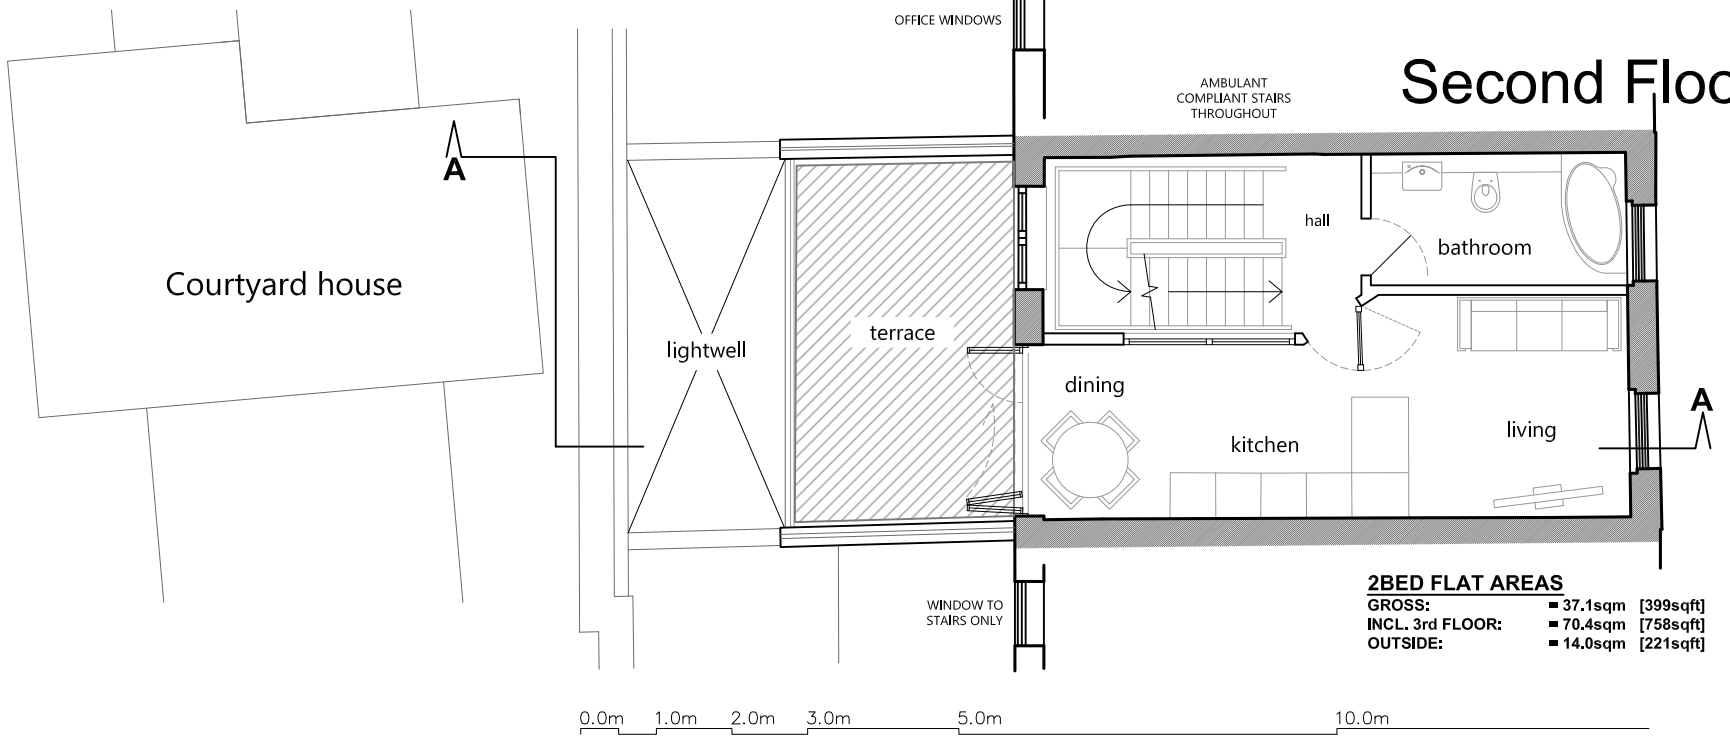 OFFICE WINDOWS
Second Floo
AMBULANT
COMPLIANT STAIRS
THROUGHOUT
A
hall
bathroom
Courtyard house
terrace
lightwell
dining
A
living
kitchen
2BED FLAT AREAS
GROSS: = 37.1sqm [399sqft]
INCL. 3rd FLOOR: = 70.4sqm [758sqft]
OUTSIDE: = 14.0sqm [221sqft]
WINDOW TO
STAIRS ONLY
0.0m 1.0m 2.0m 3.0m 5.0m 10.0m